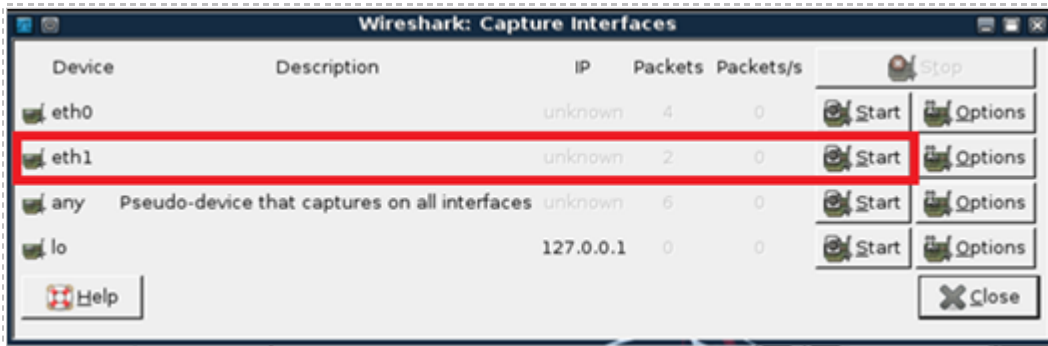 Wireshark: Capture Interfaces
Device Description IP Packets Packets/s Stop
eth0 unknown 4 0 Start Options
eth1 unknown 2 0 Start Options
any Pseudo-device that captures on all interfaces unknown 6 0 Start Options
lo 127.0.0.1 0 0 Start Options
Help Close